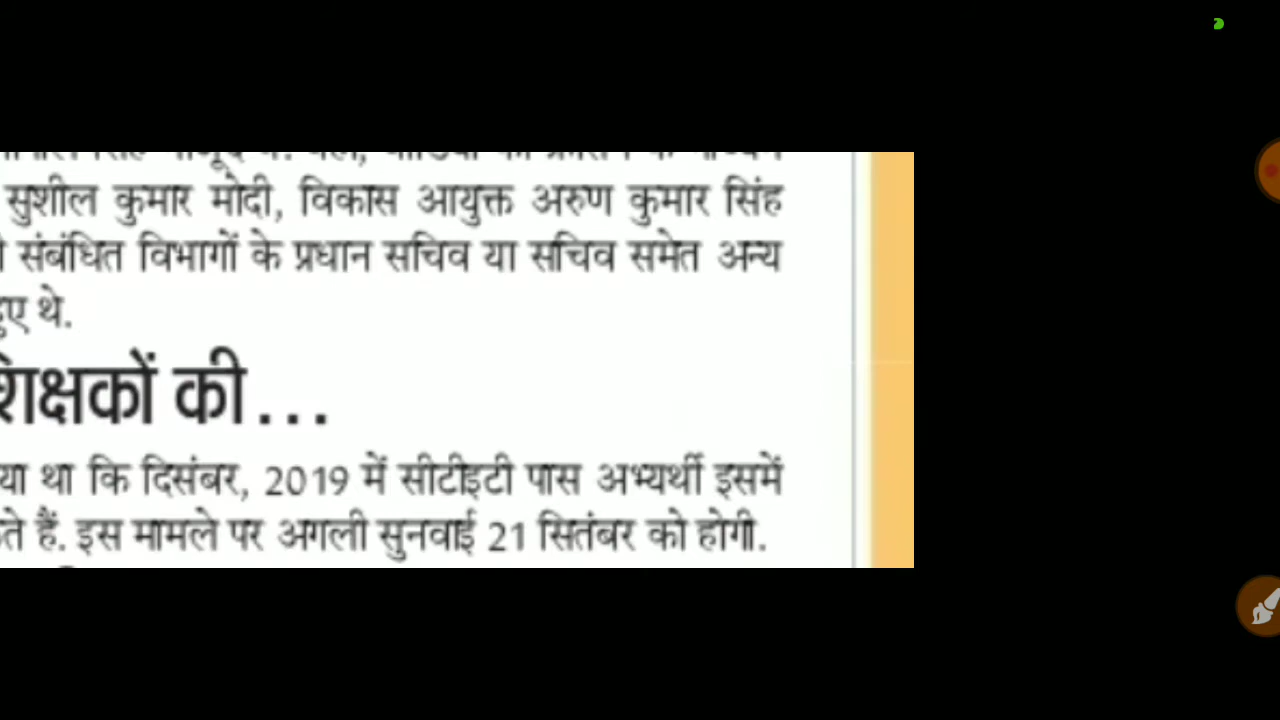 सुशील कुमार मोदी, विकास आयुक्त अरुण कुमार सिंह
संबंधित विभागों के प्रधान सचिव या सचिव समेत अन्य
हुए थे.
शिक्षकों की...
था कि दिसंबर, 2019 में सीटीइटी पास अभ्यर्थी इसमें
हैं. इस मामले पर अगली सुनवाई 21 सितंबर को होगी.